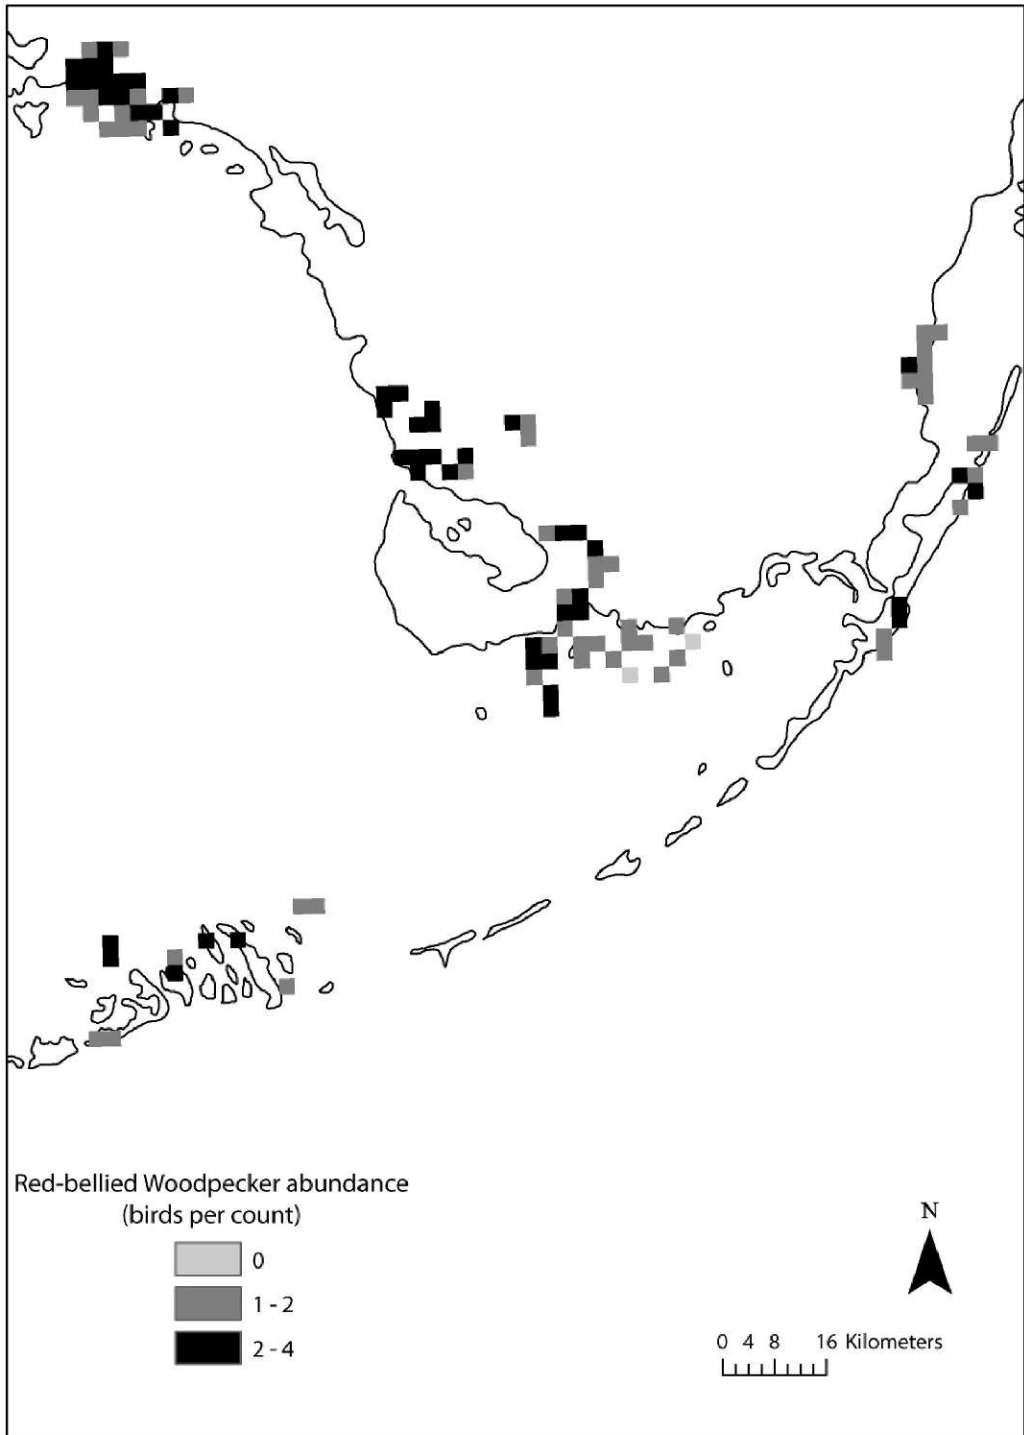 Red-bellied Woodpecker abundance
(birds per count)
0
1 - 2
2 - 4
N
0 4 8 16 Kilometers